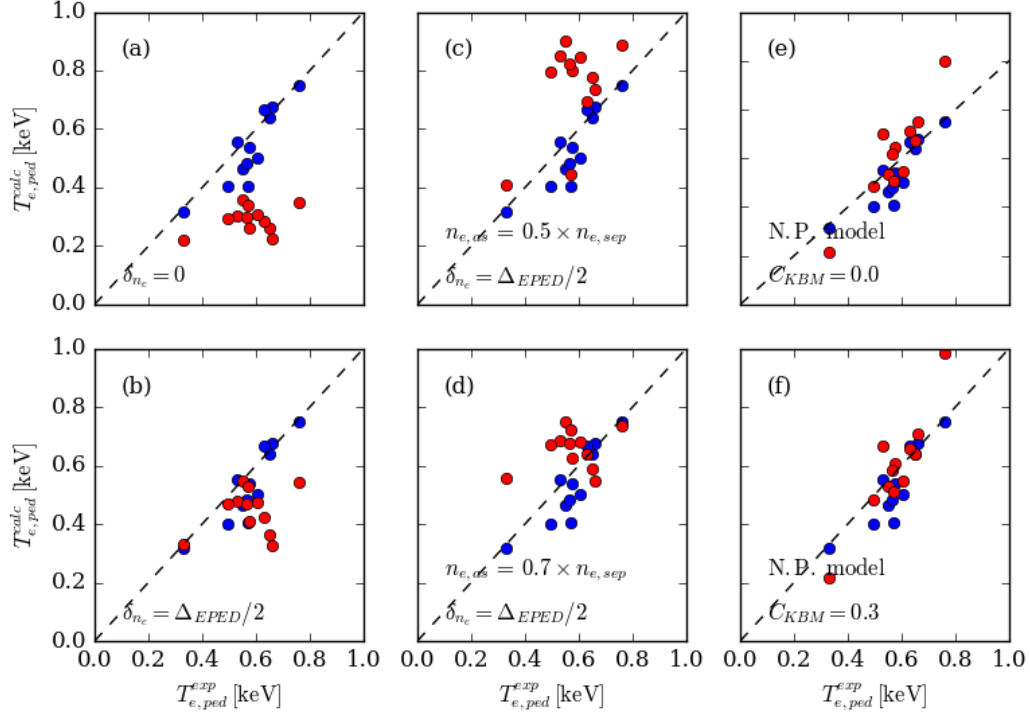 1.0
0.8
0.6
0.4
0.2
0.0
T_{e,ped}^{calc} [keV]
(a)
δ_{n_e} = 0
(c)
n_{e,as} = 0.5 × n_{e,sep}
δ_{n_e} = Δ_{EPED}/2
(e)
N.P. model
C_{KBM} = 0.0
1.0
0.8
0.6
0.4
0.2
0.0
T_{e,ped}^{calc} [keV]
(b)
δ_{n_e} = Δ_{EPED}/2
(d)
n_{e,as} = 0.7 × n_{e,sep}
δ_{n_e} = Δ_{EPED}/2
(f)
N.P. model
C_{KBM} = 0.3
0.0 0.2 0.4 0.6 0.8 1.0
0.2 0.4 0.6 0.8 1.0
0.2 0.4 0.6 0.8 1.0
T_{e,ped}^{exp} [keV]
T_{e,ped}^{exp} [keV]
T_{e,ped}^{exp} [keV]